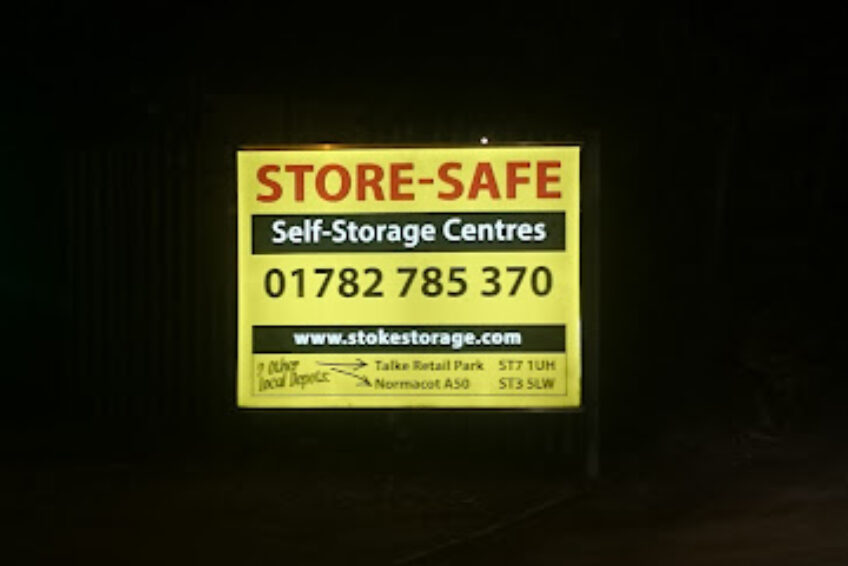 STORE-SAFE
Self-Storage Centres
01782 785 370
www.stokestorage.com
2 Other Talke Retail Park ST7 1UH
Local Depots: Normacot A50 ST3 5LW